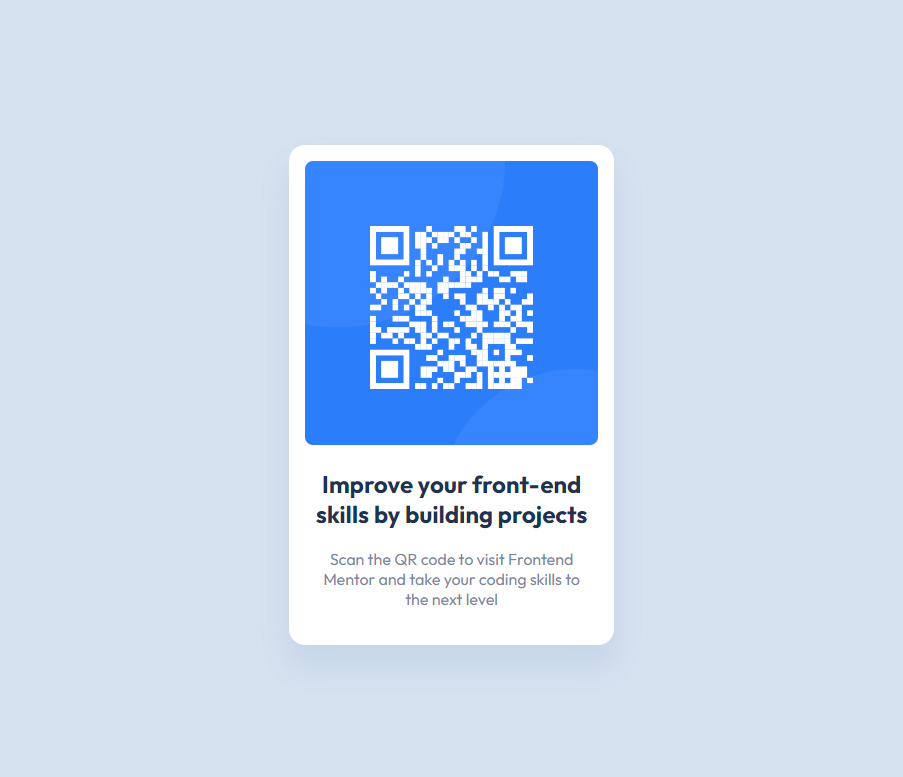 Improve your front-end
skills by building projects
Scan the QR code to visit Frontend
Mentor and take your coding skills to
the next level